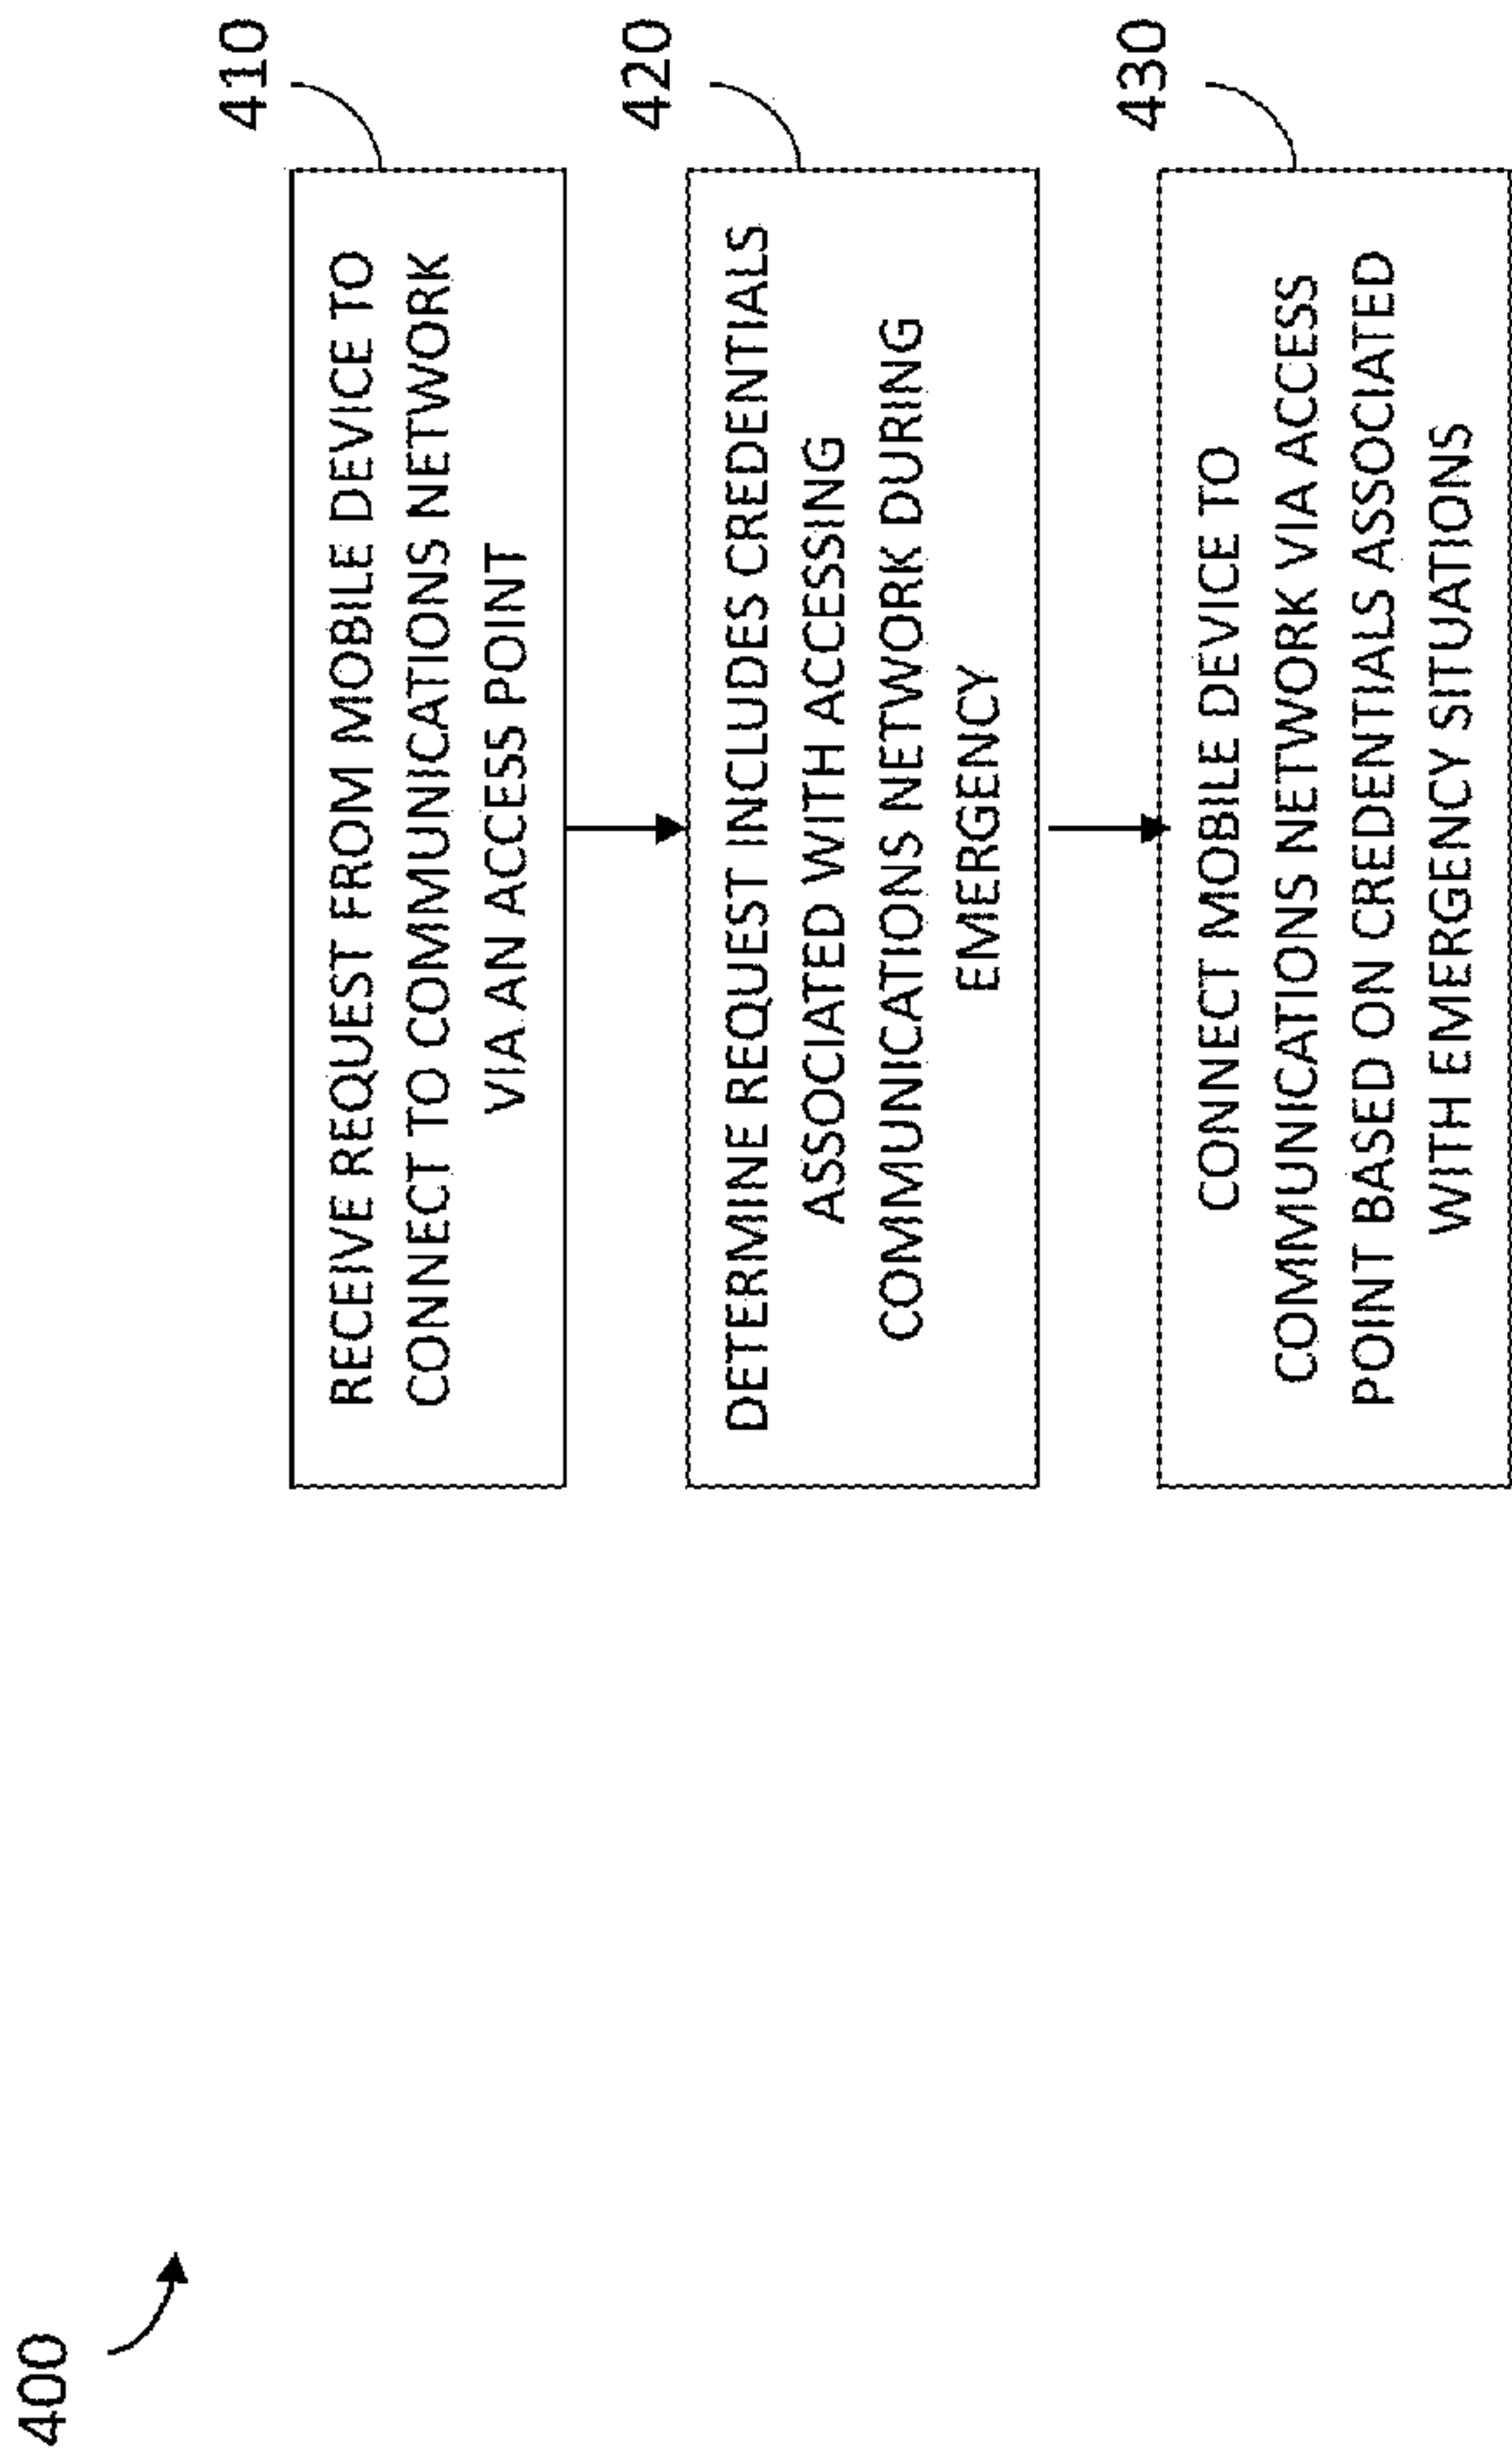 400
410
RECEIVE REQUEST FROM MOBILE DEVICE TO
CONNECT TO COMMUNICATIONS NETWORK
VIA AN ACCESS POINT
420
DETERMINE REQUEST INCLUDES CREDENTIALS
ASSOCIATED WITH ACCESSING
COMMUNICATIONS NETWORK DURING
EMERGENCY
430
CONNECT MOBILE DEVICE TO
COMMUNICATIONS NETWORK VIA ACCESS
POINT BASED ON CREDENTIALS ASSOCIATED
WITH EMERGENCY SITUATIONS